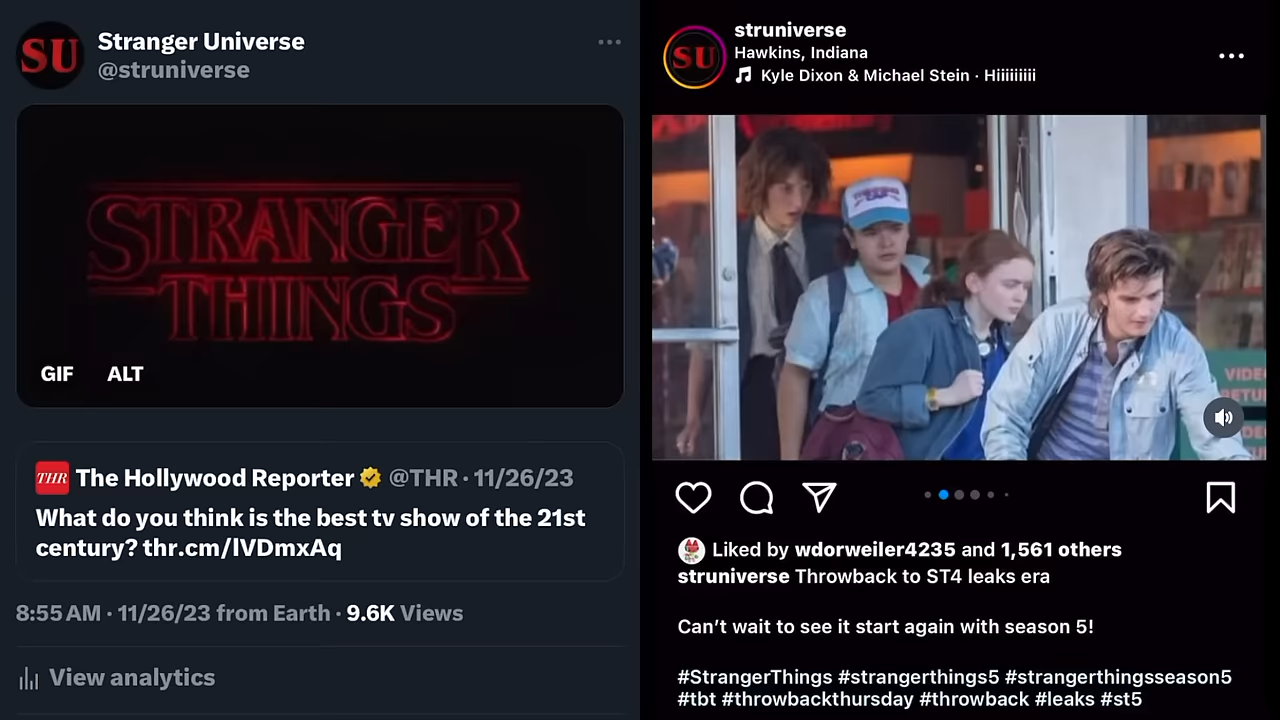 SU
Stranger Universe
@struniverse
STRANGER
THINGS
GIF ALT
THR The Hollywood Reporter @THR · 11/26/23
What do you think is the best tv show of the 21st
century? thr.cm/lVDmxAq
8:55 AM · 11/26/23 from Earth · 9.6K Views
View analytics
SU
struniverse
Hawkins, Indiana
Kyle Dixon & Michael Stein · Hiiiiiiiii
VIDEO
RETU
Liked by wdorweiler4235 and 1,561 others
struniverse Throwback to ST4 leaks era
Can’t wait to see it start again with season 5!
#StrangerThings #strangerthings5 #strangerthingsseason5
#tbt #throwbackthursday #throwback #leaks #st5